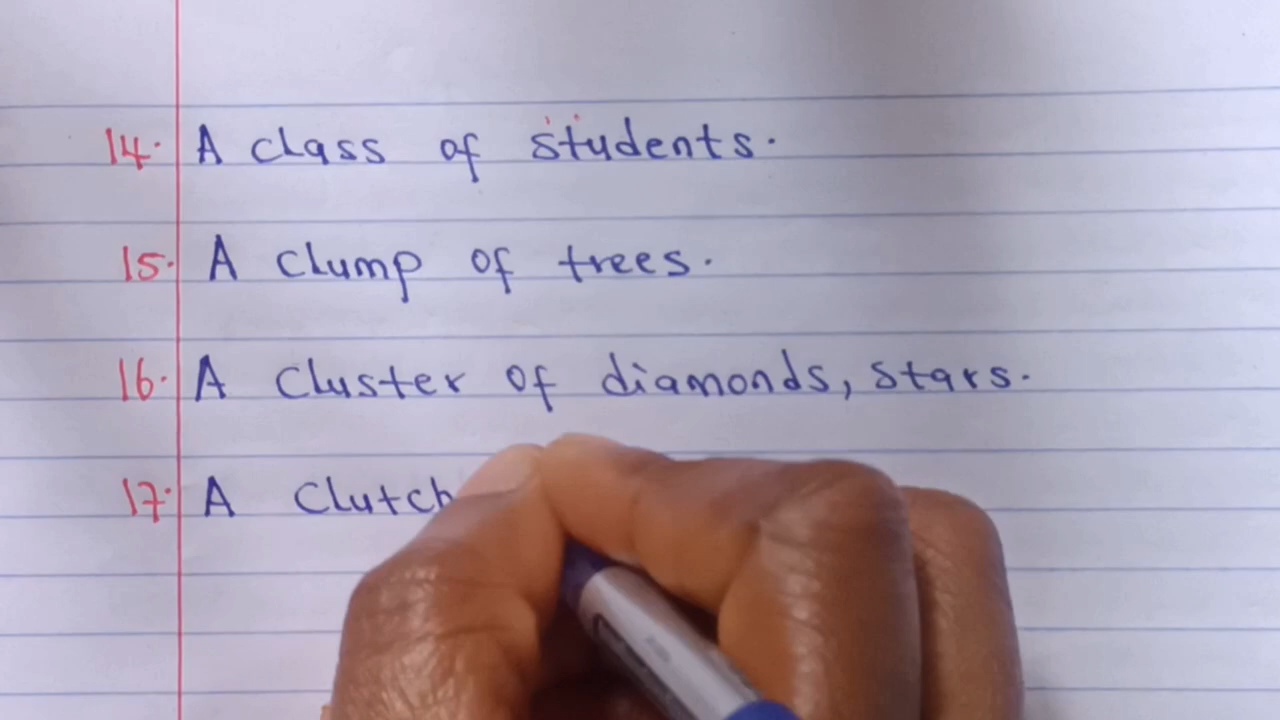 14. A class of students.
15. A clump of trees.
16. A cluster of diamonds, stars.
17. A Clutch